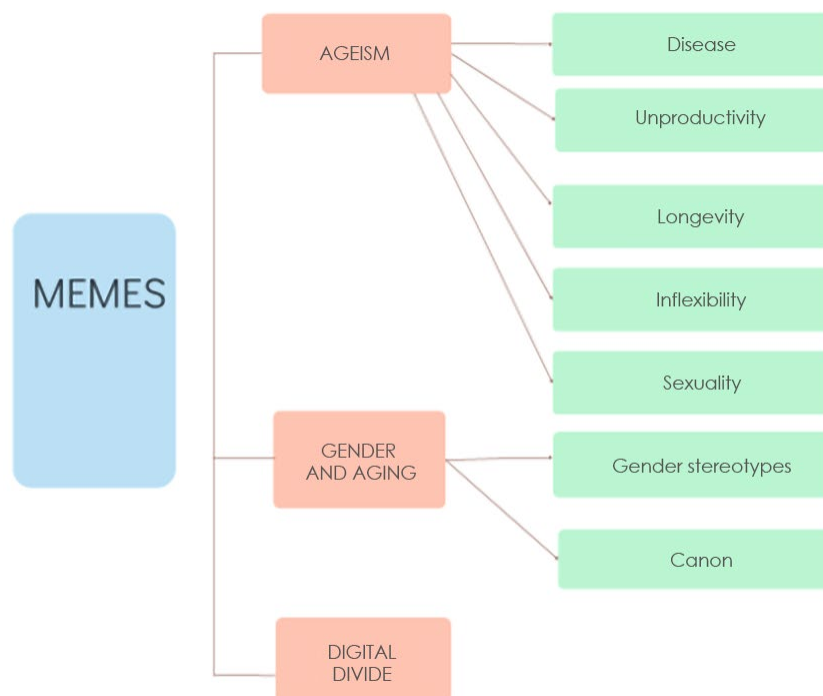 MEMES
AGEISM
Disease
Unproductivity
Longevity
Inflexibility
Sexuality
GENDER
AND AGING
Gender stereotypes
Canon
DIGITAL
DIVIDE